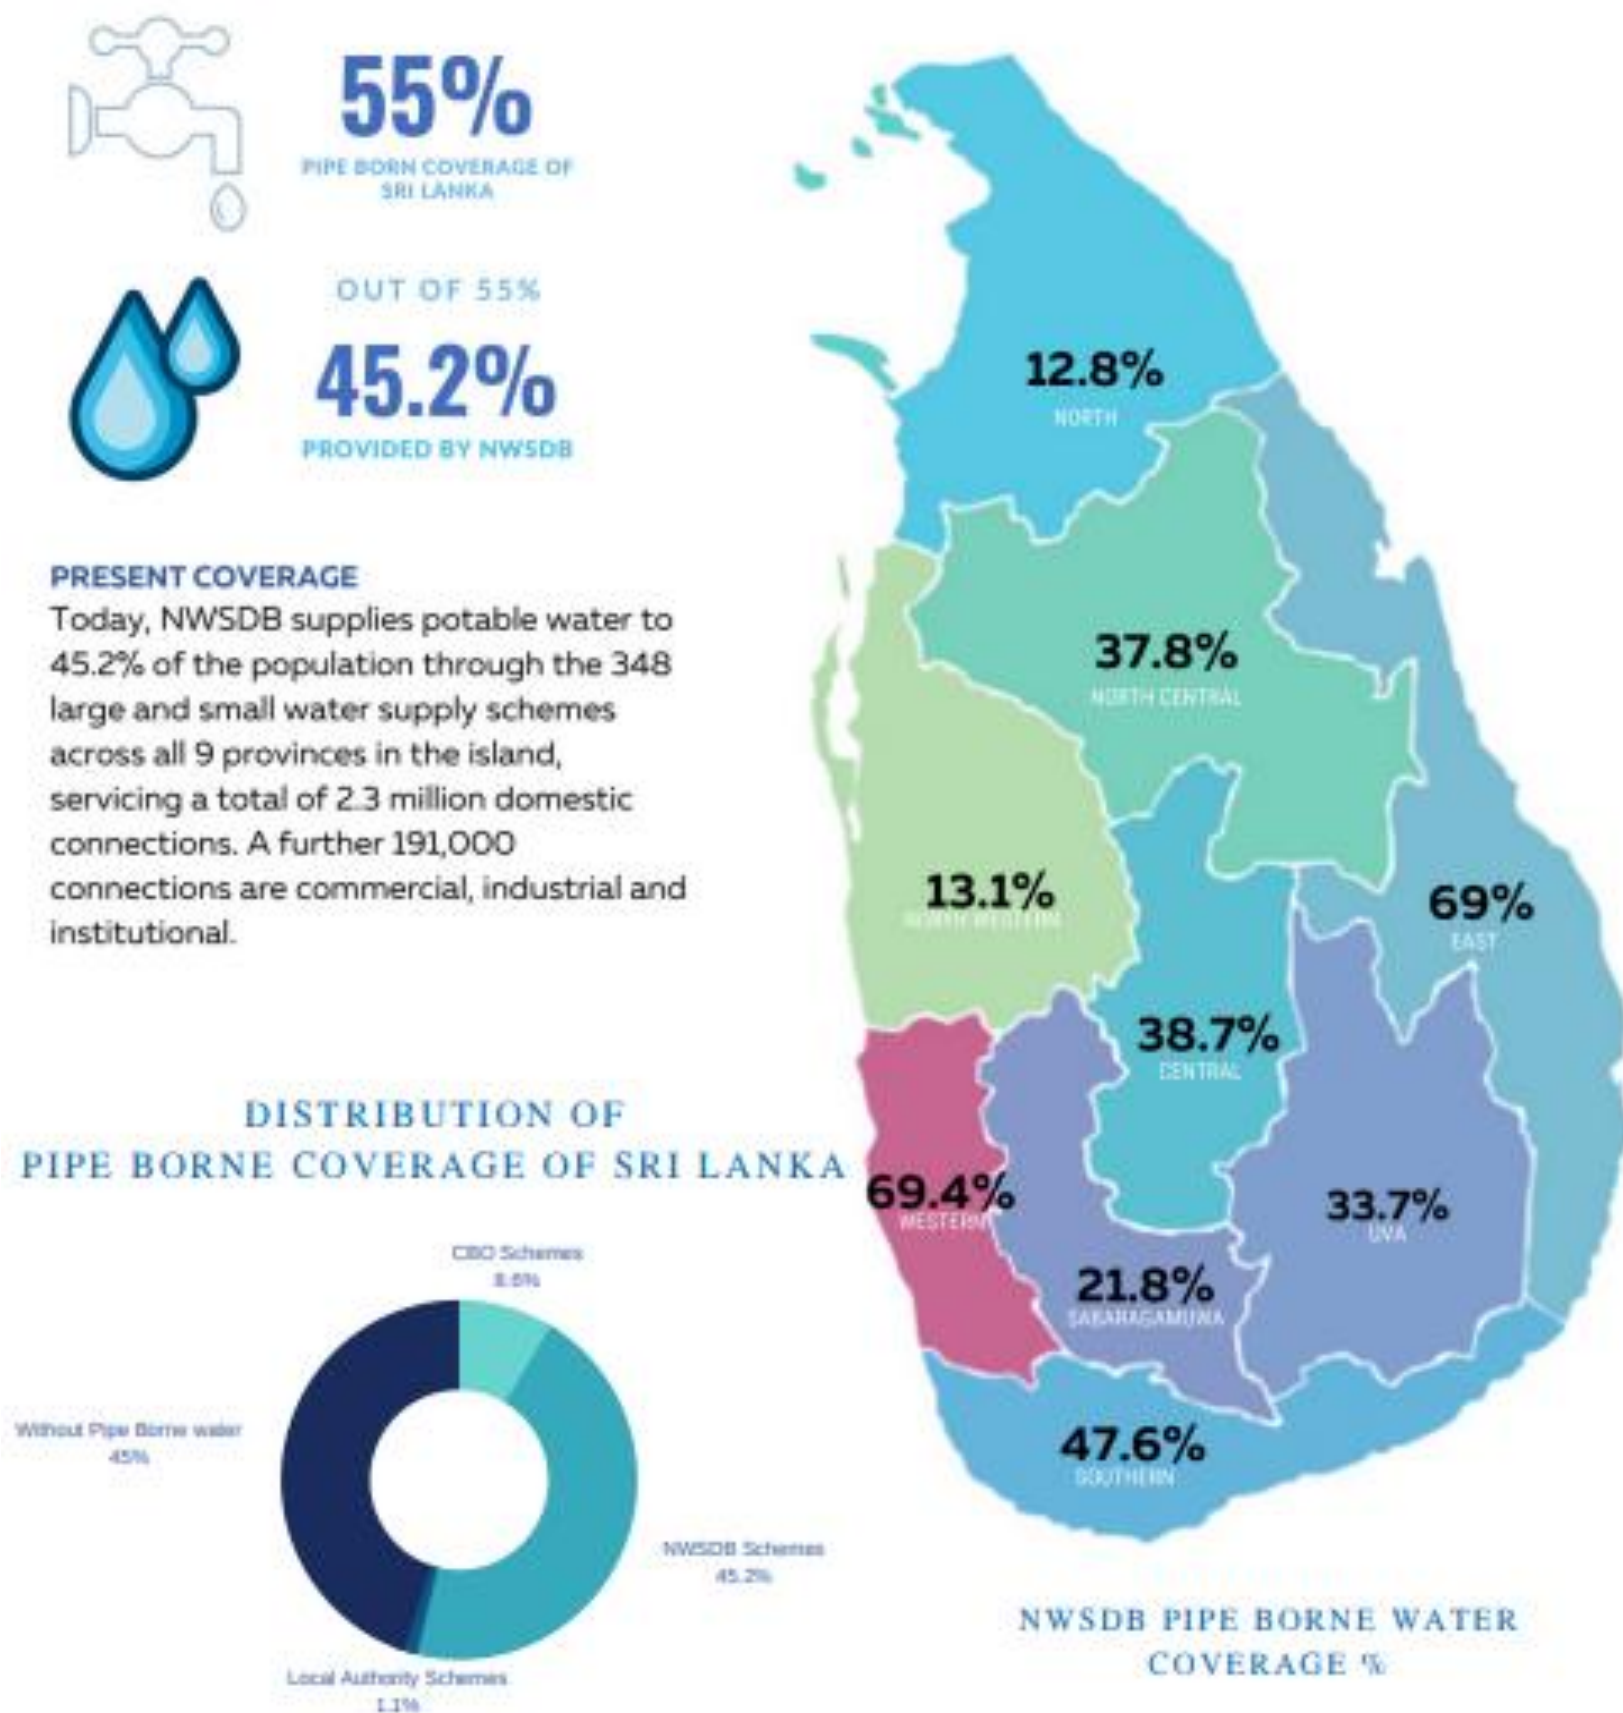 55%
PIPE BORN COVERAGE OF
SRI LANKA
OUT OF 55%
45.2%
PROVIDED BY NWSDB
PRESENT COVERAGE
Today, NWSDB supplies potable water to
45.2% of the population through the 348
large and small water supply schemes
across all 9 provinces in the island,
servicing a total of 2.3 million domestic
connections. A further 191,000
connections are commercial, industrial and
institutional.
DISTRIBUTION OF
PIPE BORNE COVERAGE OF SRI LANKA
CBO Schemes
8.6%
Without Pipe Borne water
45%
NWSDB Schemes
45.2%
Local Authority Schemes
1.1%
12.8%
NORTH
37.8%
NORTH CENTRAL
13.1%
NORTH WESTERN
69%
EAST
38.7%
CENTRAL
69.4%
WESTERN
33.7%
UVA
21.8%
SABARAGAMUWA
47.6%
SOUTHERN
NWSDB PIPE BORNE WATER
COVERAGE %